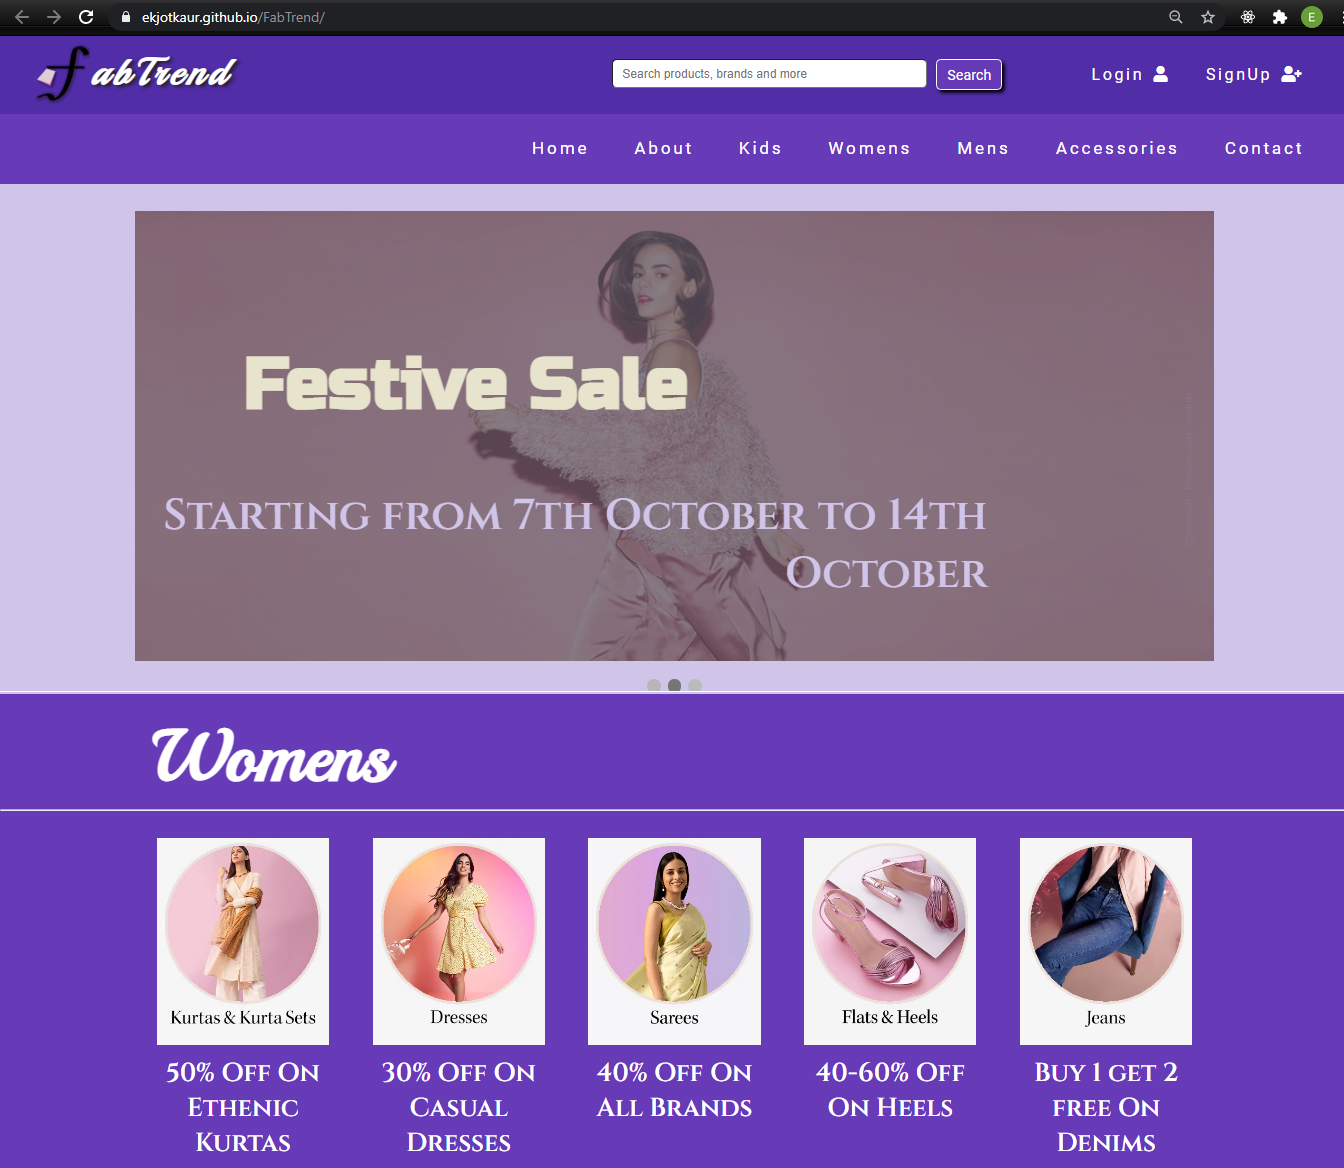 ekjotkaur.github.io/FabTrend/
E
fabTrend
Search products, brands and more
Search
Login
SignUp
Home
About
Kids
Womens
Mens
Accessories
Contact
Festive Sale
Starting from 7th October to 14th
October
Womens
Kurtas & Kurta Sets
Dresses
Sarees
Flats & Heels
Jeans
50% Off On
Ethenic
Kurtas
30% Off On
Casual
Dresses
40% Off On
All Brands
40-60% Off
On Heels
Buy 1 get 2
free On
Denims